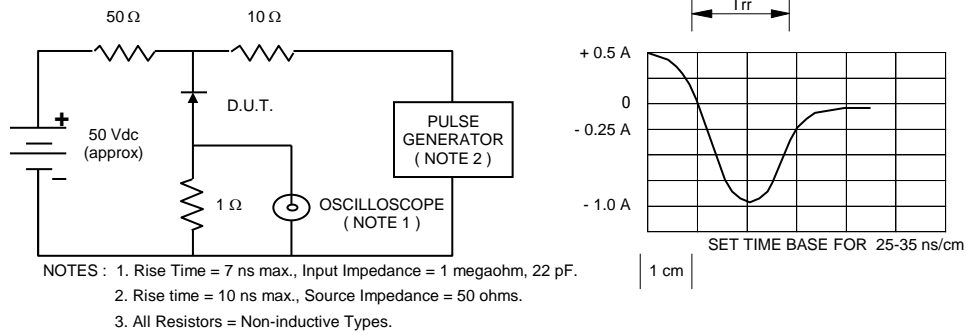 50 Ω
10 Ω
Trr
+ 0.5 A
D.U.T.
+
50 Vdc
(approx)
−
PULSE
GENERATOR
( NOTE 2 )
0
- 0.25 A
1 Ω
OSCILLOSCOPE
( NOTE 1 )
- 1.0 A
SET TIME BASE FOR 25-35 ns/cm
1 cm
NOTES : 1. Rise Time = 7 ns max., Input Impedance = 1 megaohm, 22 pF.
2. Rise time = 10 ns max., Source Impedance = 50 ohms.
3. All Resistors = Non-inductive Types.